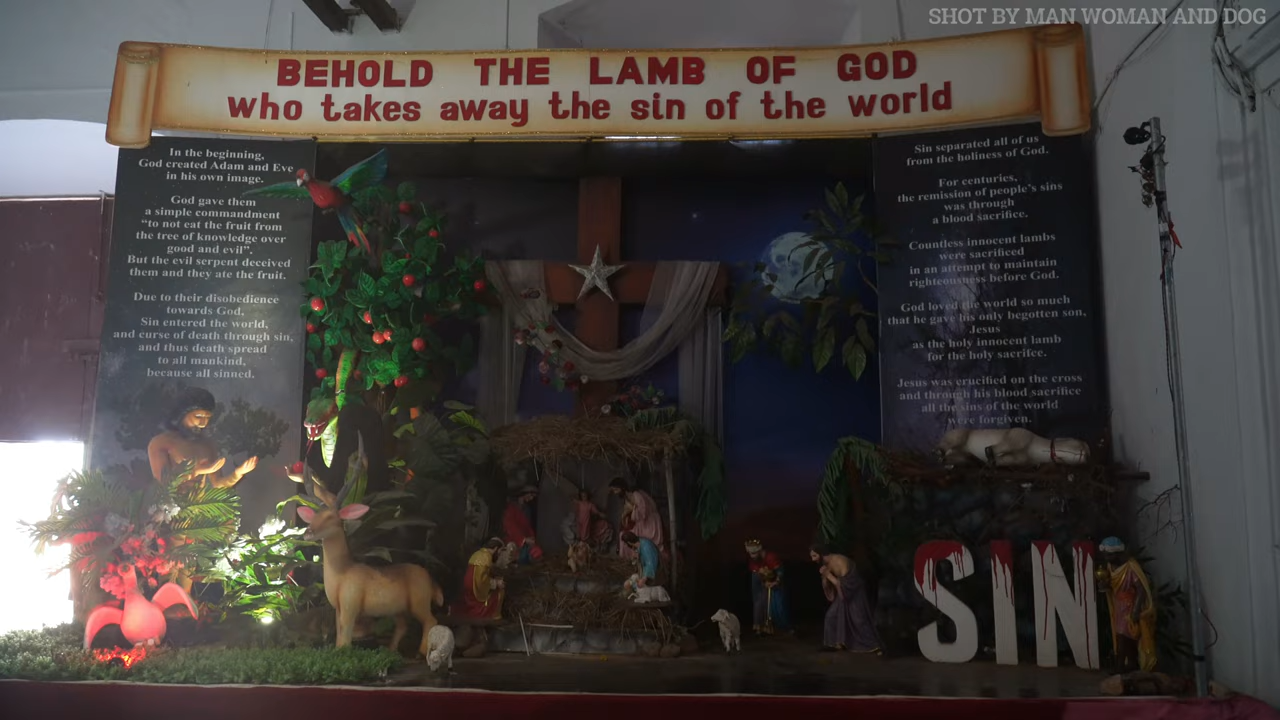 SHOT BY MAN WOMAN AND DOG
BEHOLD THE LAMB OF GOD
who takes away the sin of the world
In the beginning,
God created Adam and Eve
in his own image.
God gave them
a simple commandment
“to not eat the fruit from
the tree of knowledge over
good and evil”.
But the evil serpent deceived
them and they ate the fruit.
Due to their disobedience
towards God,
Sin entered the world,
and curse of death through sin,
and thus death spread
to all mankind,
because all sinned.
Sin separated all of us
from the holiness of God.
For centuries,
the remission of people's sins
was through
a blood sacrifice.
Countless innocent lambs
were sacrificed
in an attempt to maintain
righteousness before God.
God loved the world so much
that he gave his only begotten son,
Jesus
as the holy innocent lamb
for the holy sacrifce.
Jesus was crucified on the cross
and through his blood sacrifice
all the sins of the world
were forgiven.
SIN